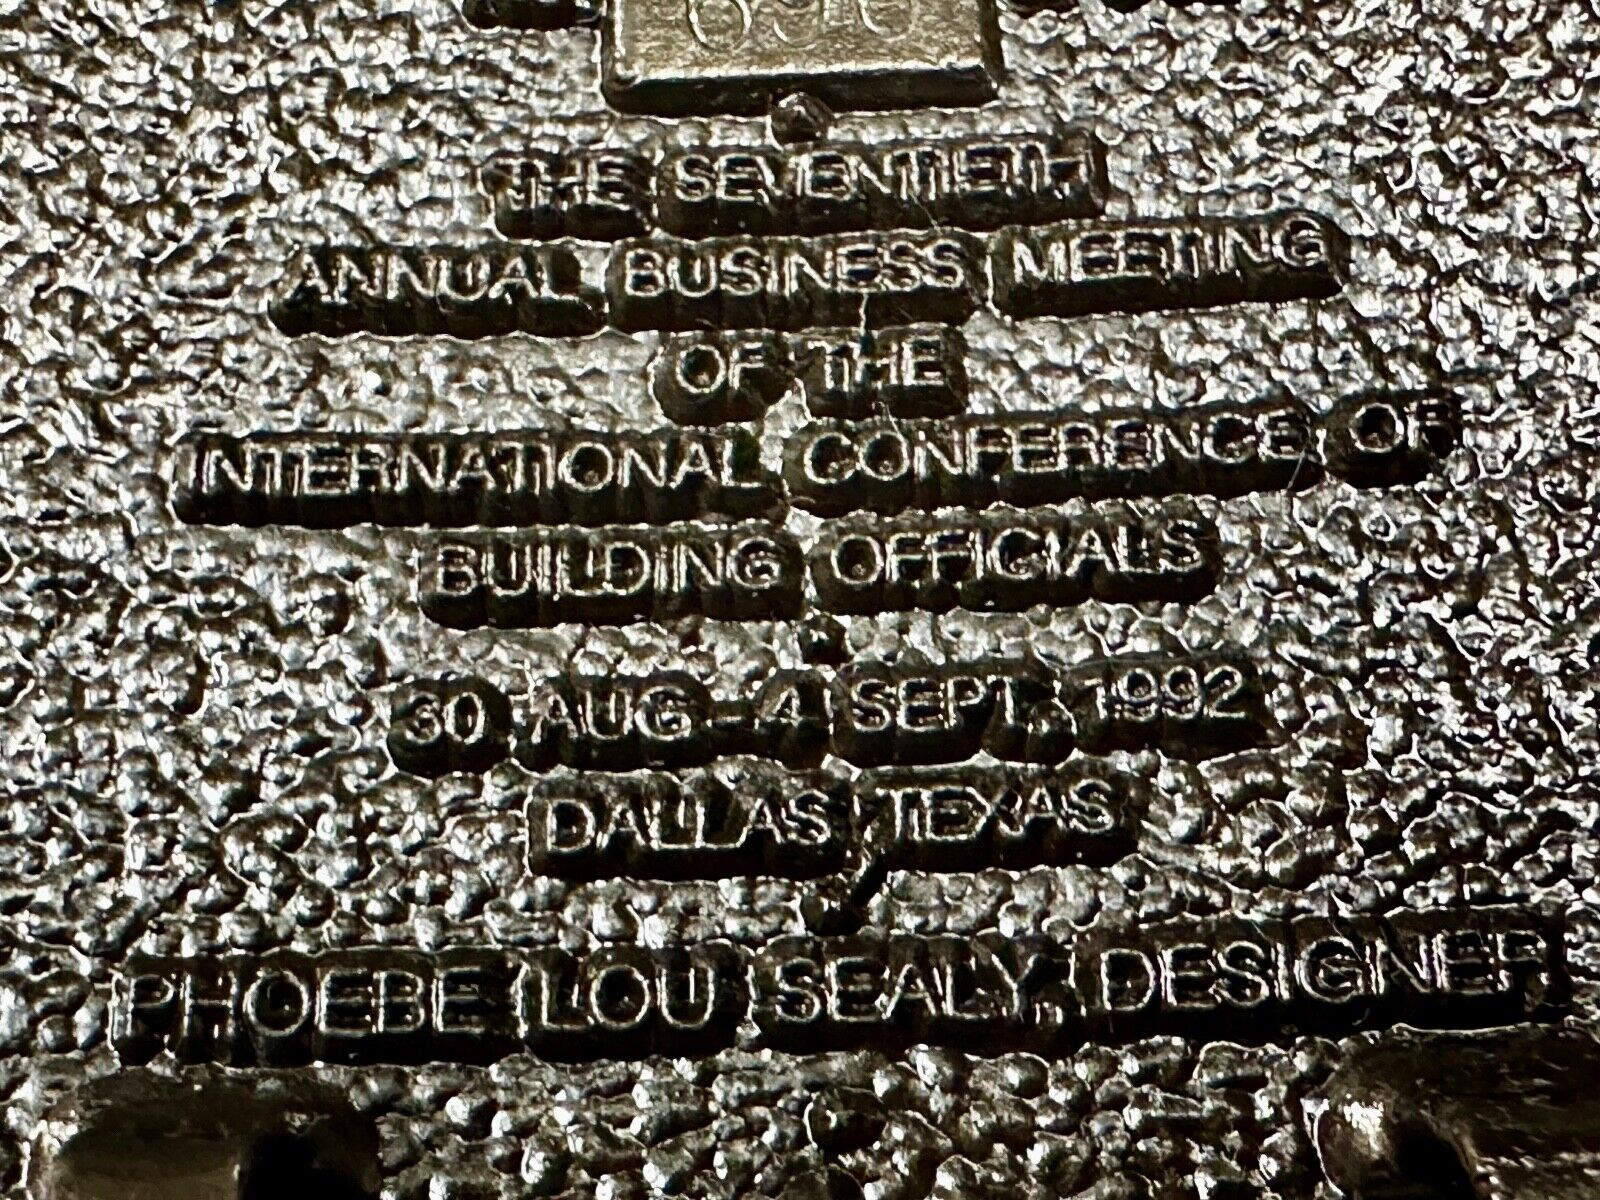 THE SEVENTIETH
ANNUAL BUSINESS MEETING
OF THE
INTERNATIONAL CONFERENCE OF
BUILDING OFFICIALS
30 AUG-4 SEPT, 1992
DALLAS, TEXAS
PHOEBE LOU SEALY, DESIGNER